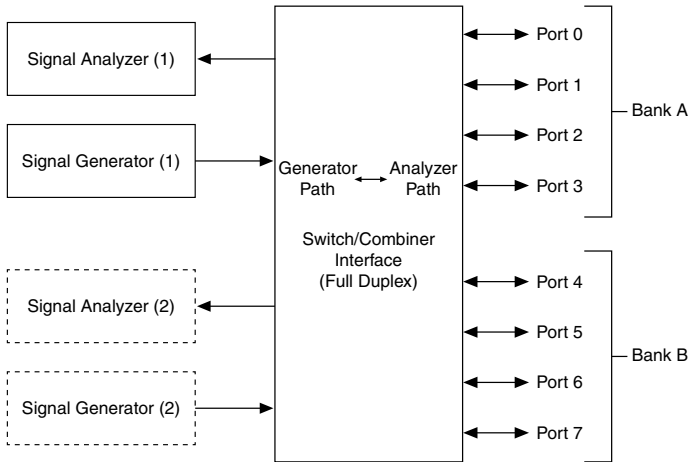 Signal Analyzer (1)
Signal Generator (1)
Signal Analyzer (2)
Signal Generator (2)
Generator Path
Analyzer Path
Switch/Combiner
Interface
(Full Duplex)
Port 0
Port 1
Port 2
Port 3
Bank A
Port 4
Port 5
Port 6
Port 7
Bank B